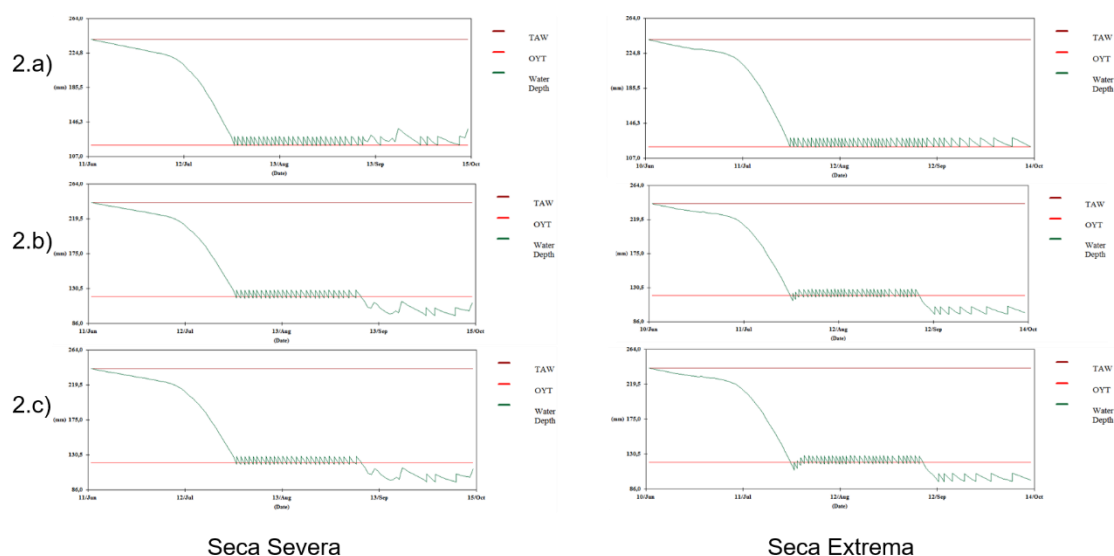 2.a)
264,0
224,8
(mm) 185,5
146,3
107,0
11/Jun
12/Jul
13/Aug
13/Sep
15/Oct
(Date)
TAW
OYT
Water
Depth
264,0
224,8
(mm) 185,5
146,3
107,0
10/Jun
11/Jul
12/Aug
12/Sep
14/Oct
(Date)
TAW
OYT
Water
Depth
2.b)
264,0
219,5
(mm) 175,0
130,5
86,0
11/Jun
12/Jul
13/Aug
13/Sep
15/Oct
(Date)
TAW
OYT
Water
Depth
264,0
219,5
(mm) 175,0
130,5
86,0
10/Jun
11/Jul
12/Aug
12/Sep
14/Oct
(Date)
TAW
OYT
Water
Depth
2.c)
264,0
219,5
(mm) 175,0
130,5
86,0
11/Jun
12/Jul
13/Aug
13/Sep
15/Oct
(Date)
TAW
OYT
Water
Depth
264,0
219,5
(mm) 175,0
130,5
86,0
10/Jun
11/Jul
12/Aug
12/Sep
14/Oct
(Date)
TAW
OYT
Water
Depth
Seca Severa
Seca Extrema